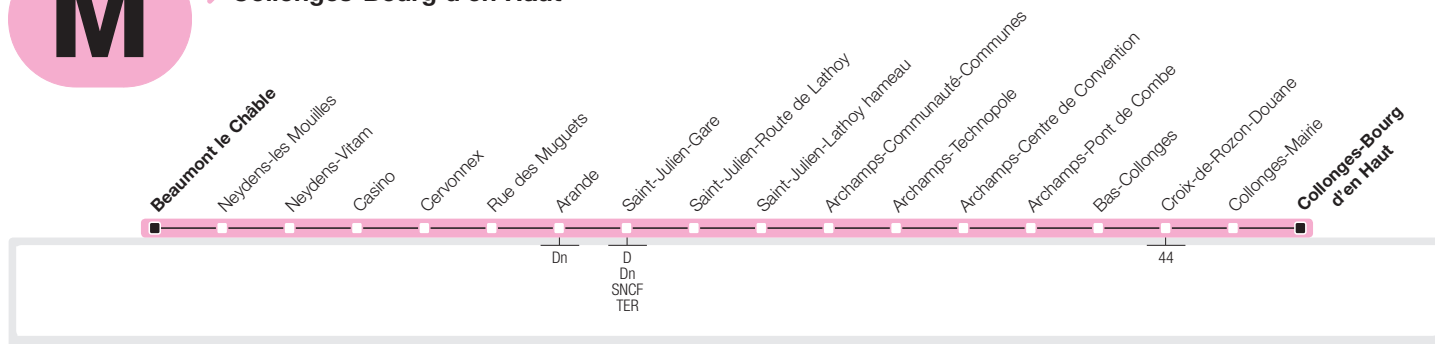 M
Collonges-Bourg d'en Haut
Beaumont le Châble
Neydens-les Mouilles
Neydens-Vitam
Casino
Cervonnex
Rue des Muguets
Arande
Saint-Julien-Gare
Saint-Julien-Route de Lathoy
Saint-Julien-Lathoy hameau
Archamps-Communauté-Communes
Archamps-Technopole
Archamps-Centre de Convention
Archamps-Pont de Combe
Bas-Collonges
Croix-de-Rozon-Douane
Collonges-Mairie
Collonges-Bourg
d'en Haut
Dn
D
Dn
SNCF
TER
44